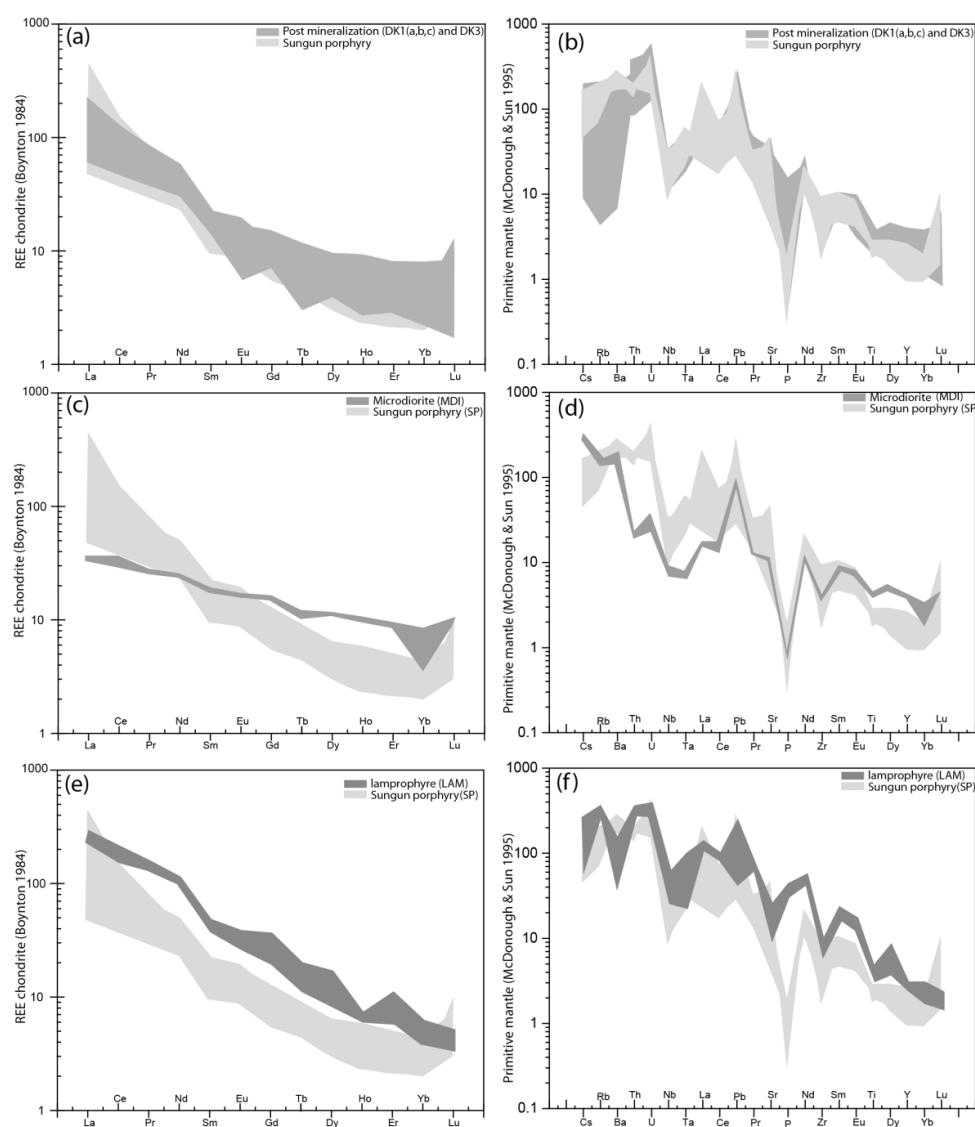 (a)
Post mineralization (DK1(a,b,c) and DK3)
Sungun porphyry
REE chondrite (Boynton 1984)
1000
100
10
1
Ce Nd Eu Tb Ho Yb
La Pr Sm Gd Dy Er Lu
(b)
Post mineralization (DK1(a,b,c) and DK3)
Sungun porphyry
Primitive mantle (McDonough & Sun 1995)
1000
100
10
1
0.1
Rb Th Nb La Pb Sr Nd Sm Ti Y Lu
Cs Ba U Ta Ce Pr P Zr Eu Dy Yb
(c)
Microdiorite (MDI)
Sungun porphyry (SP)
REE chondrite (Boynton 1984)
1000
100
10
1
Ce Nd Eu Tb Ho Yb
La Pr Sm Gd Dy Er Lu
(d)
Microdiorite (MDI)
Sungun porphyry (SP)
Primitive mantle (McDonough & Sun 1995)
1000
100
10
1
0.1
Rb Th Nb La Pb Sr Nd Sm Ti Y Lu
Cs Ba U Ta Ce Pr P Zr Eu Dy Yb
(e)
lamprophyre (LAM)
Sungun porphyry(SP)
REE chondrite (Boynton 1984)
1000
100
10
1
Ce Nd Eu Tb Ho Yb
La Pr Sm Gd Dy Er Lu
(f)
lamprophyre (LAM)
Sungun porphyry(SP)
Primitive mantle (McDonough & Sun 1995)
1000
100
10
1
0.1
Rb Th Nb La Pb Sr Nd Sm Ti Y Lu
Cs Ba U Ta Ce Pr P Zr Eu Dy Yb